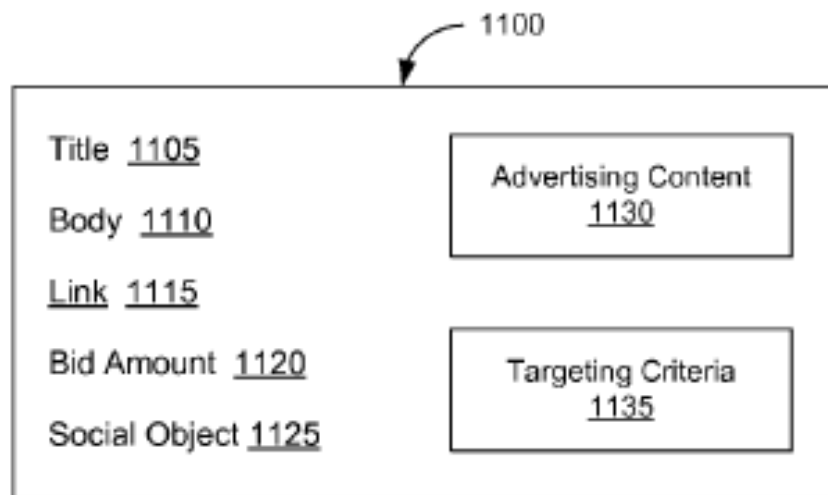 1100
Title 1105
Body 1110
Link 1115
Bid Amount 1120
Social Object 1125
Advertising Content
1130
Targeting Criteria
1135